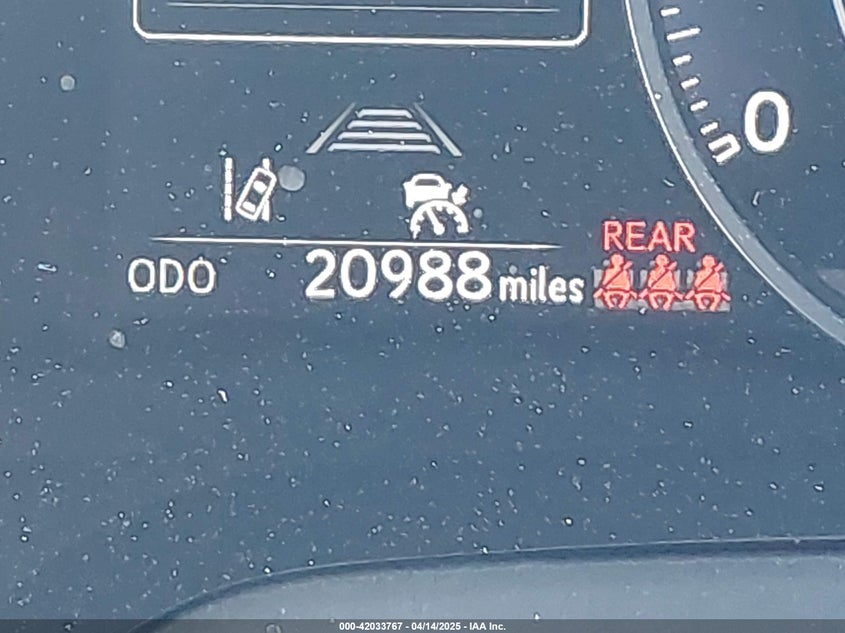 0
REAR
ODO 20988 miles
000-42033767 - 04/14/2025 - IAA Inc.